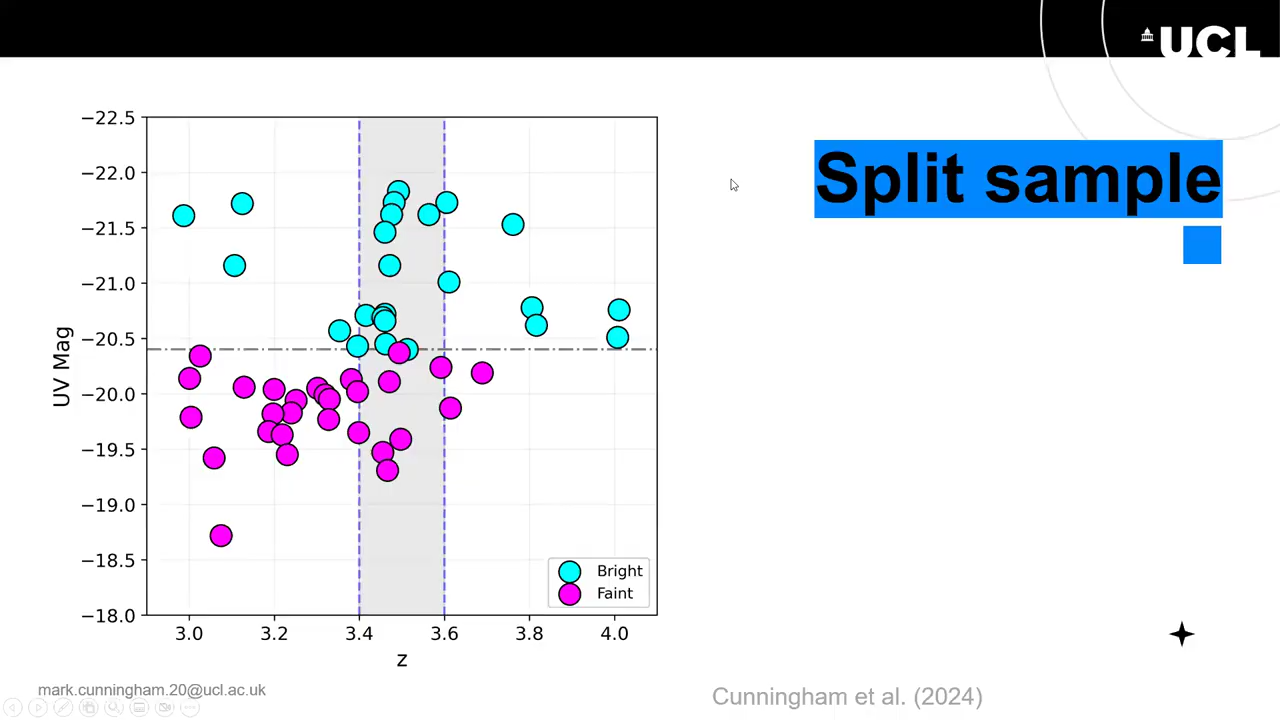 UCL
Split sample
−22.5
−22.0
−21.5
−21.0
−20.5
−20.0
−19.5
−19.0
−18.5
−18.0
UV Mag
3.0 3.2 3.4 3.6 3.8 4.0
z
Bright
Faint
mark.cunningham.20@ucl.ac.uk
Cunningham et al. (2024)